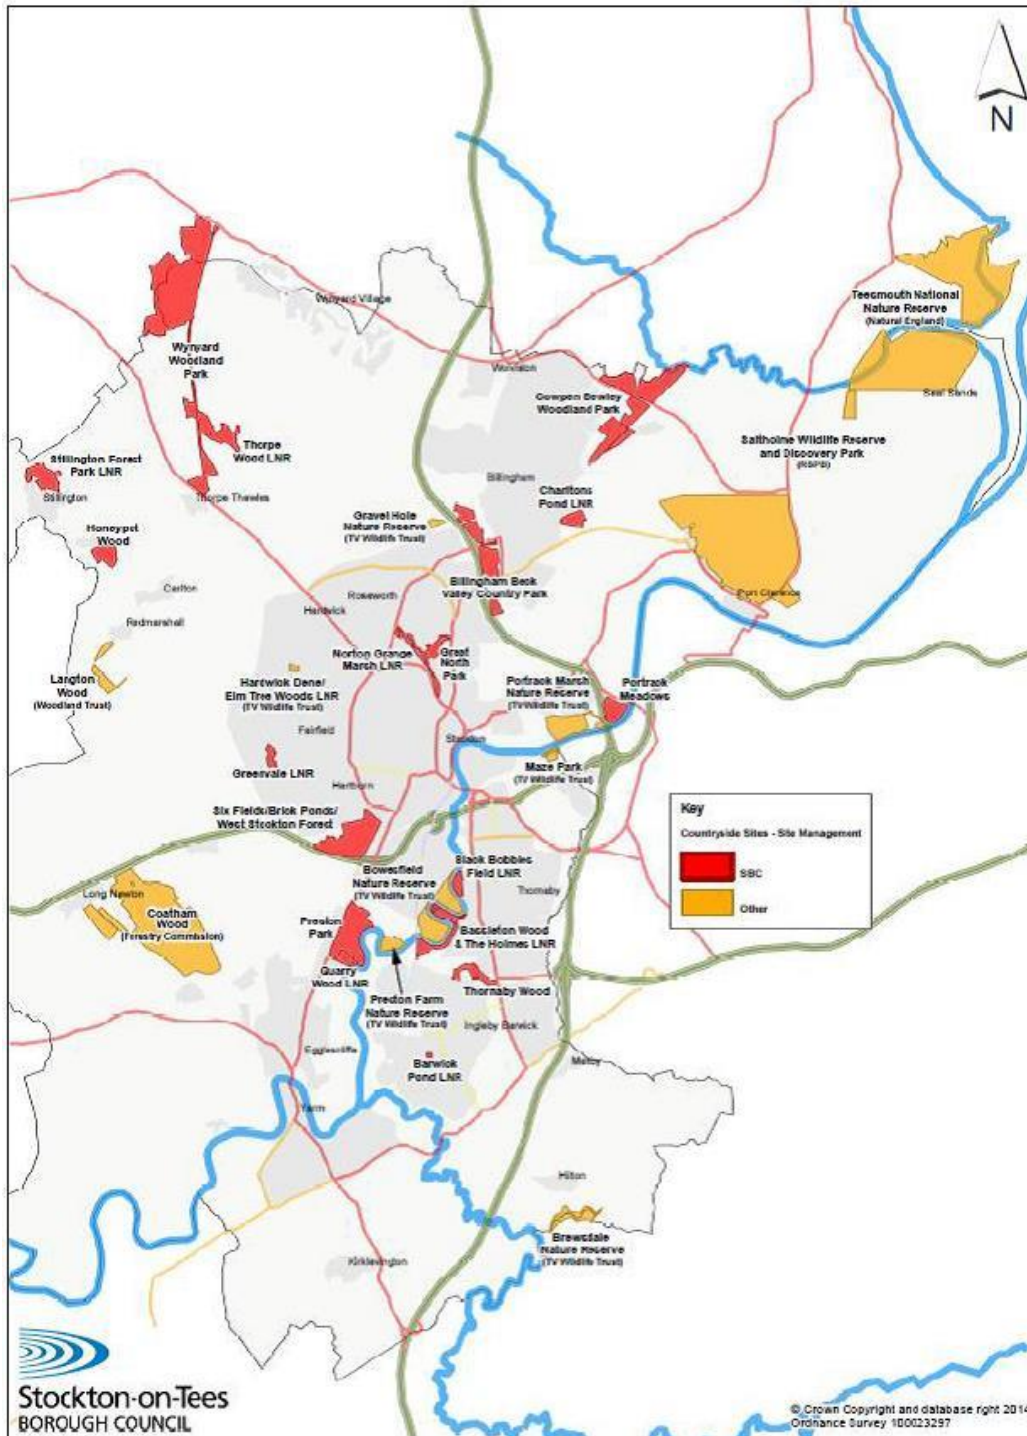 N
Teesmouth National
Nature Reserve
(Natural England)
Wynyard Village
Wynyard
Woodland
Park
Wolviston
Cowpen Bewley
Woodland Park
Seal Sands
Saltholme Wildlife Reserve
and Discovery Park
(RSPB)
Thorpe
Wood LNR
Stillington Forest
Park LNR
Stillington
Thorpe Thewles
Billingham
Charltons
Pond LNR
Gravel Hole
Nature Reserve
(TV Wildlife Trust)
Honeypot
Wood
Billingham Beck
Valley Country Park
Port Clarence
Carlton
Roseworth
Hardwick
Redmarshall
Norton Grange
Marsh LNR
Great
North
Park
Langton
Wood
(Woodland Trust)
Hardwick Dene/
Elm Tree Woods LNR
(TV Wildlife Trust)
Portrack Marsh
Nature Reserve
(TV Wildlife Trust)
Portrack
Meadows
Fairfield
Stockton
Greenvale LNR
Maze Park
(TV Wildlife Trust)
Hartburn
Six Fields/Brick Ponds/
West Stockton Forest
Key
Countryside Sites - Site Management
SBC
Other
Bowesfield
Nature Reserve
(TV Wildlife Trust)
Black Bobbies
Field LNR
Thornaby
Long Newton
Coatham
Wood
(Forestry Commission)
Preston
Park
Bassleton Wood
& The Holmes LNR
Quarry
Wood LNR
Thornaby Wood
Preston Farm
Nature Reserve
(TV Wildlife Trust)
Ingleby Barwick
Egglescliffe
Barwick
Pond LNR
Maltby
Yarm
Hilton
Brewsdale
Nature Reserve
(TV Wildlife Trust)
Kirklevington
Stockton-on-Tees
BOROUGH COUNCIL
© Crown Copyright and database right 2014
Ordnance Survey 100023297